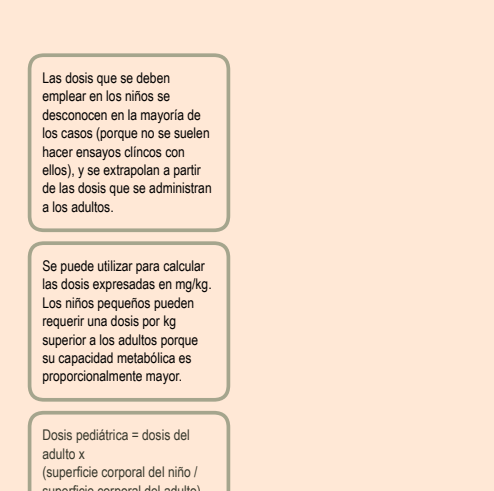 Las dosis que se deben
emplear en los niños se
desconocen en la mayoría de
los casos (porque no se suelen
hacer ensayos clíncos con
ellos), y se extrapolan a partir
de las dosis que se administran
a los adultos.
Se puede utilizar para calcular
las dosis expresadas en mg/kg.
Los niños pequeños pueden
requerir una dosis por kg
superior a los adultos porque
su capacidad metabólica es
proporcionalmente mayor.
Dosis pediátrica = dosis del
adulto x
(superficie corporal del niño /
superficie corporal del adulto)